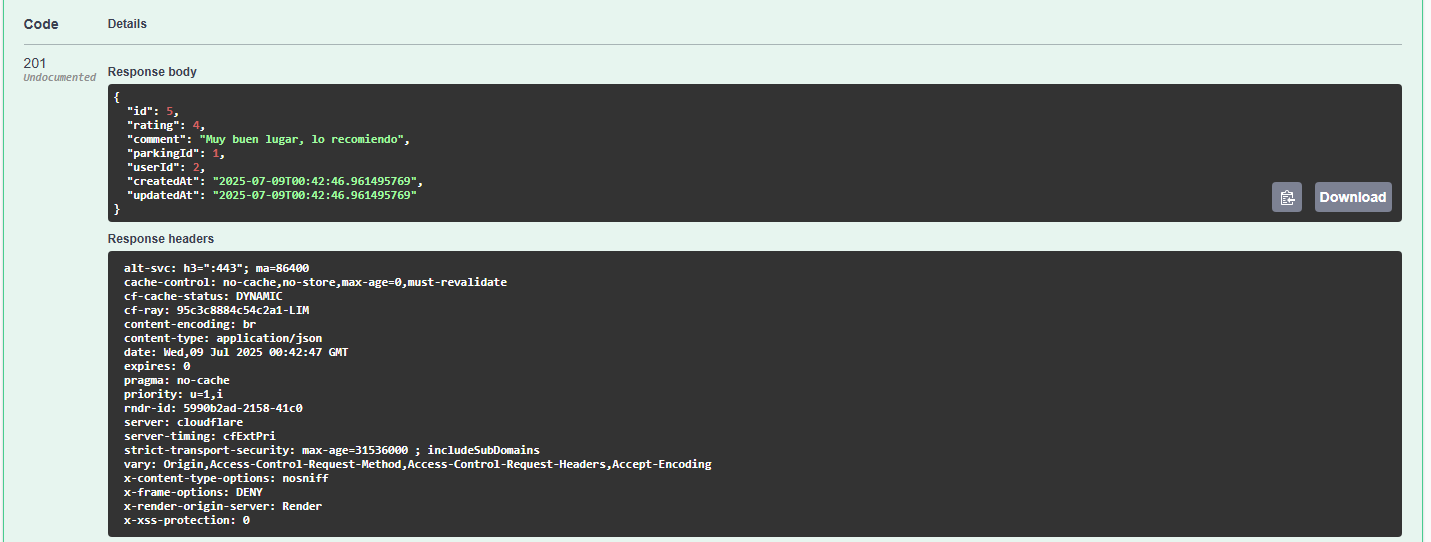 Code Details
201
Undocumented
Response body
{
  "id": 5,
  "rating": 4,
  "comment": "Muy buen lugar, lo recomiendo",
  "parkingId": 1,
  "userId": 2,
  "createdAt": "2025-07-09T00:42:46.961495769",
  "updatedAt": "2025-07-09T00:42:46.961495769"
}
Download
Response headers
alt-svc: h3=":443"; ma=86400
cache-control: no-cache,no-store,max-age=0,must-revalidate
cf-cache-status: DYNAMIC
cf-ray: 95c3c8884c54c2a1-LIM
content-encoding: br
content-type: application/json
date: Wed,09 Jul 2025 00:42:47 GMT
expires: 0
pragma: no-cache
priority: u=1,i
rndr-id: 5990b2ad-2158-41c0
server: cloudflare
server-timing: cfExtPri
strict-transport-security: max-age=31536000 ; includeSubDomains
vary: Origin,Access-Control-Request-Method,Access-Control-Request-Headers,Accept-Encoding
x-content-type-options: nosniff
x-frame-options: DENY
x-render-origin-server: Render
x-xss-protection: 0